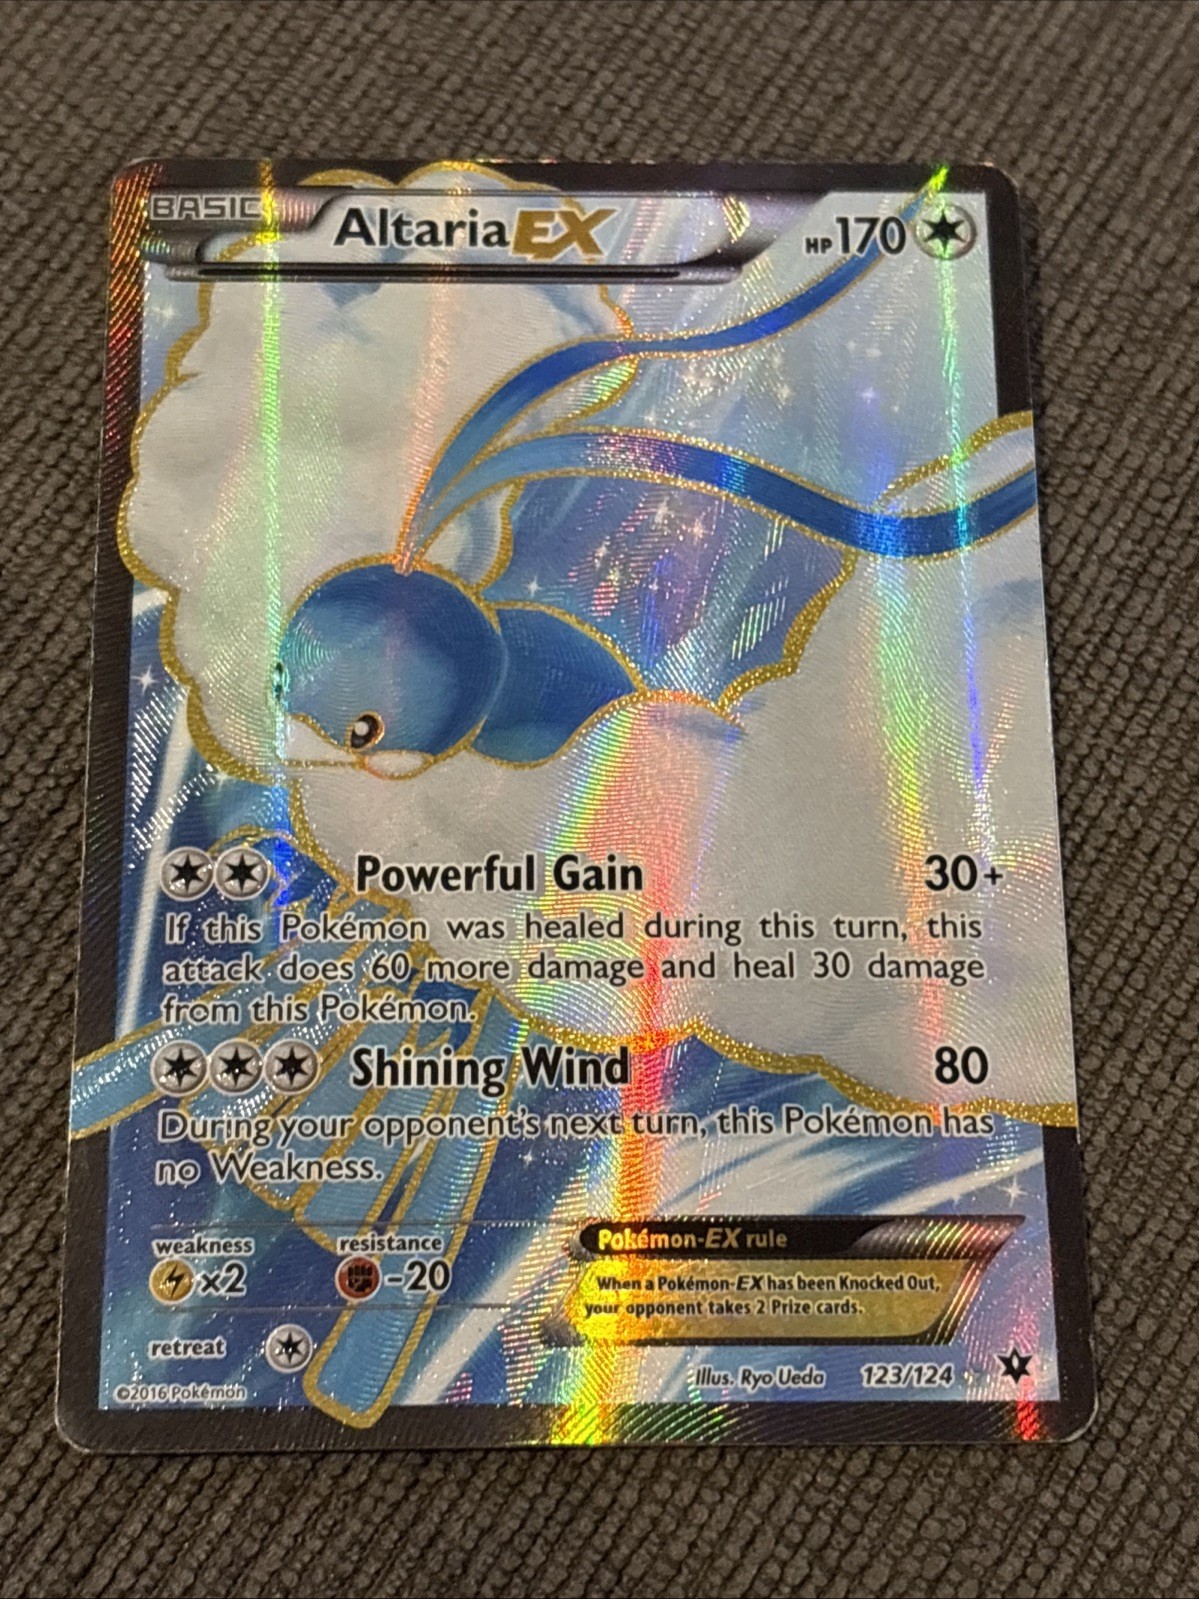 BASIC Altaria EX HP 170
Powerful Gain 30+
If this Pokémon was healed during this turn, this
attack does 60 more damage and heal 30 damage
from this Pokémon.
Shining Wind 80
During your opponent's next turn, this Pokémon has
no Weakness.
weakness resistance
x2 -20
retreat
Pokémon-EX rule
When a Pokémon-EX has been Knocked Out,
your opponent takes 2 Prize cards.
©2016 Pokémon Illus. Ryo Ueda 123/124